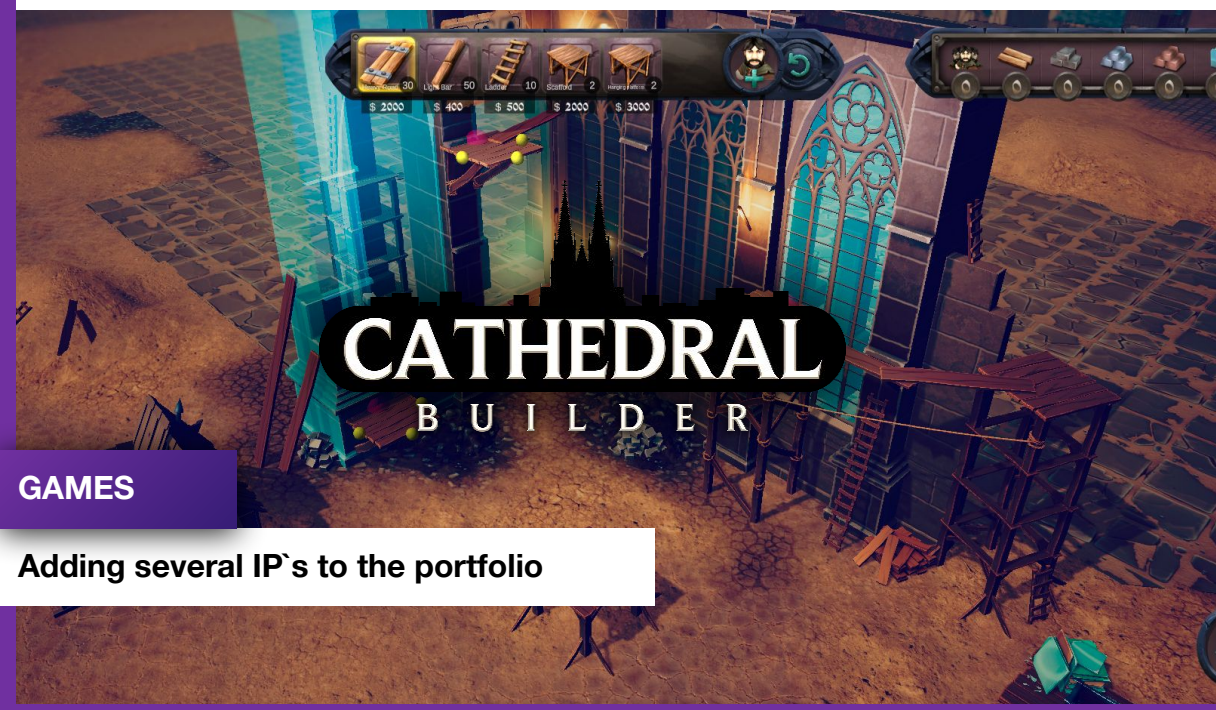 30 50 10 2 2
Light Bar Ladder Scaffold
$ 2000 $ 400 $ 500 $ 2000 $ 3000
0 0 0 0 0
CATHEDRAL
BUILDER
GAMES
Adding several IP`s to the portfolio